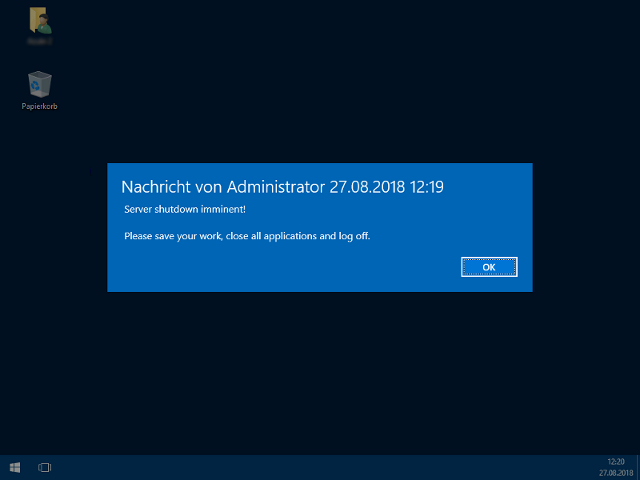 Papierkorb
Nachricht von Administrator 27.08.2018 12:19
Server shutdown imminent!
Please save your work, close all applications and log off.
OK
12:20
27.08.2018